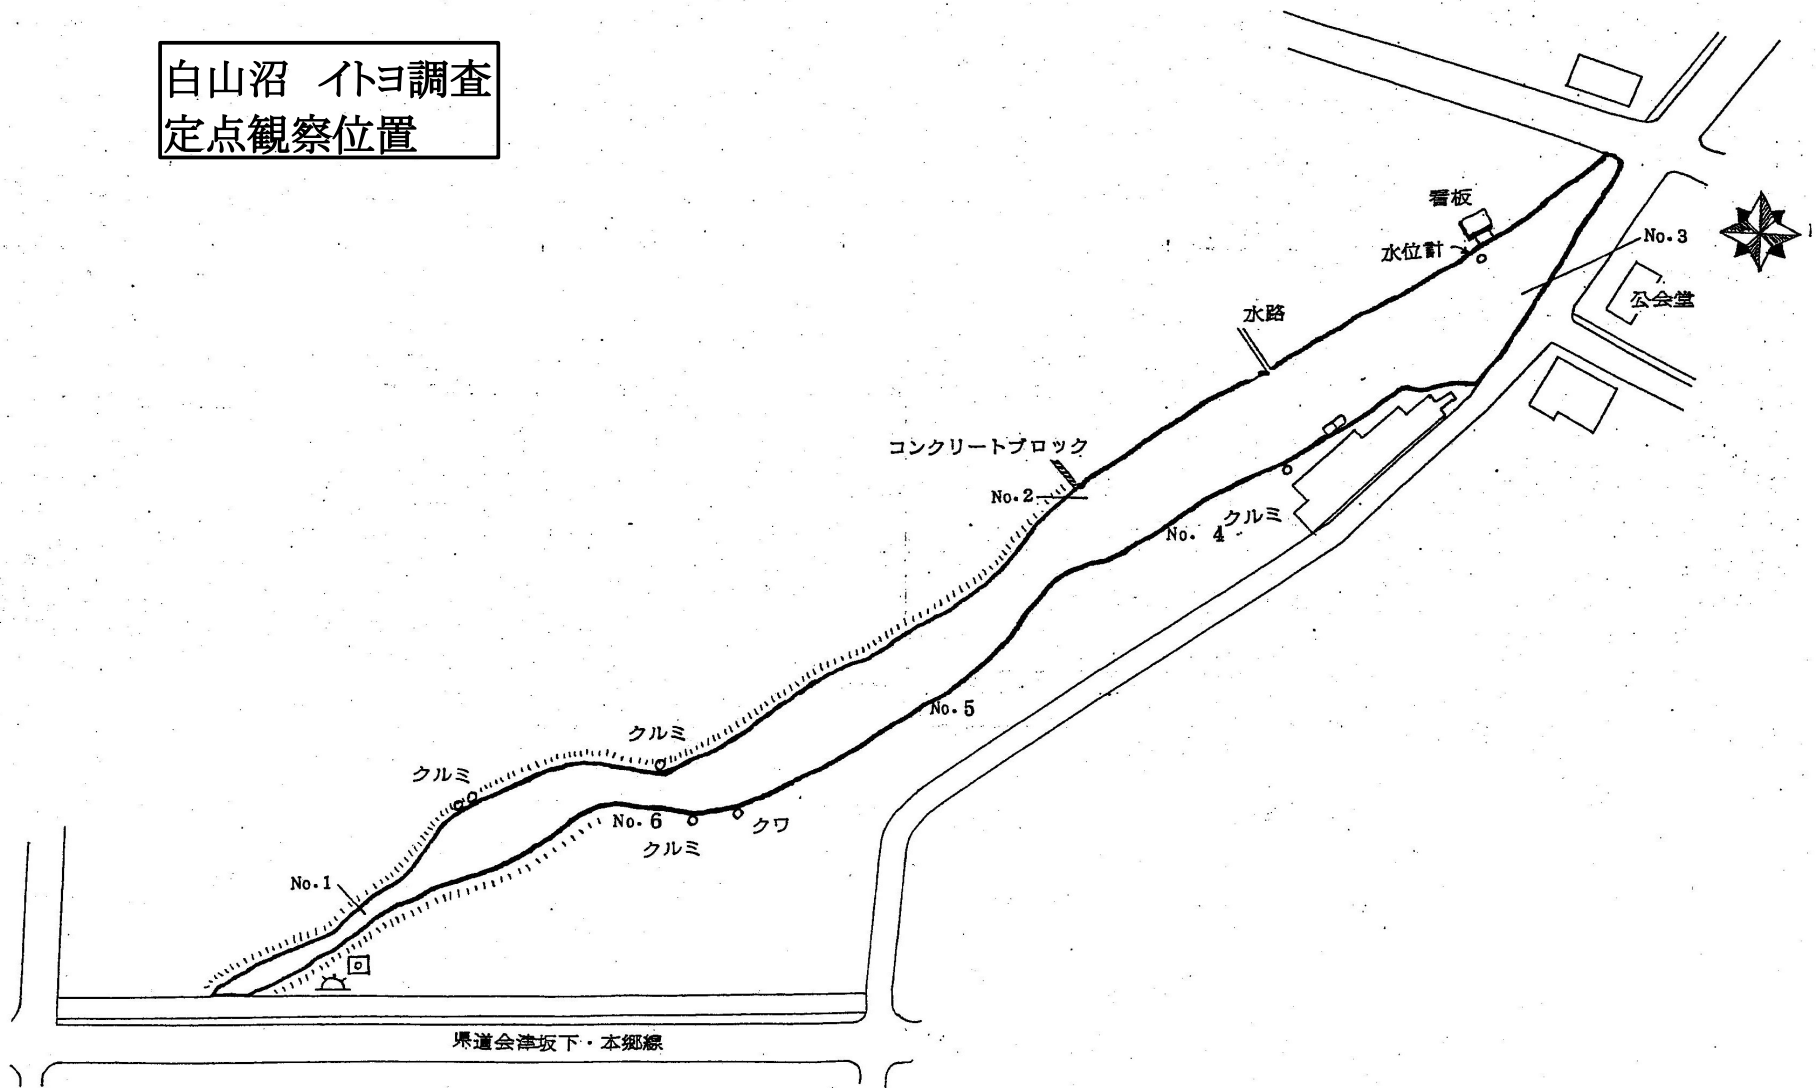 白山沼 イトヨ調査
定点観察位置
看板
水位計
No.3
公会堂
水路
コンクリートブロック
No.2
クルミ
No. 4
No.5
クルミ
クルミ
No.6
クワ
クルミ
No.1
県道会津坂下・本郷線